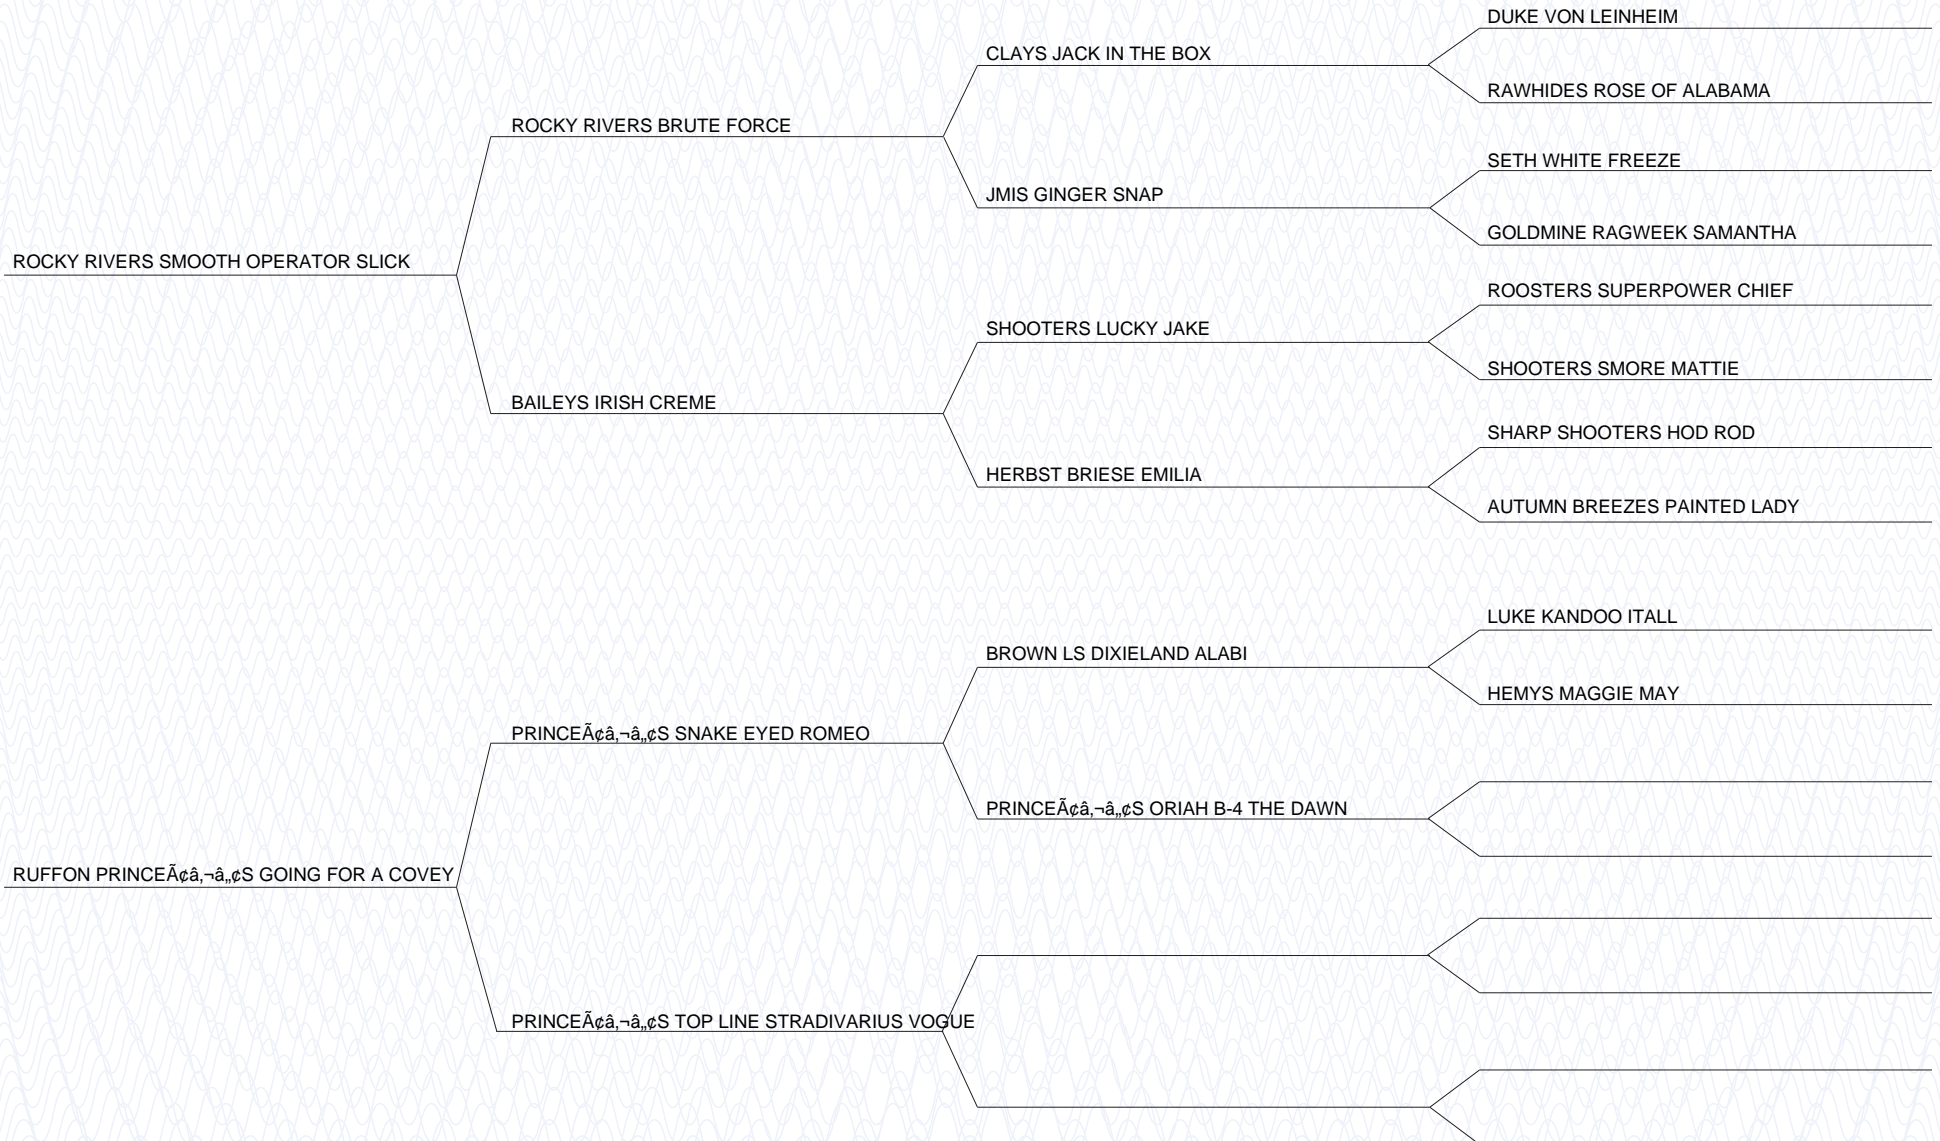 DUKE VON LEINHEIM
CLAYS JACK IN THE BOX
RAWHIDES ROSE OF ALABAMA
ROCKY RIVERS BRUTE FORCE
SETH WHITE FREEZE
JMIS GINGER SNAP
GOLDMINE RAGWEEK SAMANTHA
ROCKY RIVERS SMOOTH OPERATOR SLICK
ROOSTERS SUPERPOWER CHIEF
SHOOTERS LUCKY JAKE
SHOOTERS SMORE MATTIE
BAILEYS IRISH CREME
SHARP SHOOTERS HOD ROD
HERBST BRIESE EMILIA
AUTUMN BREEZES PAINTED LADY
LUKE KANDOO ITALL
BROWN LS DIXIELAND ALABI
HEMYS MAGGIE MAY
PRINCEÃ¢â‚¬â„¢S SNAKE EYED ROMEO
PRINCEÃ¢â‚¬â„¢S ORIAH B-4 THE DAWN
RUFFON PRINCEÃ¢â‚¬â„¢S GOING FOR A COVEY
PRINCEÃ¢â‚¬â„¢S TOP LINE STRADIVARIUS VOGUE